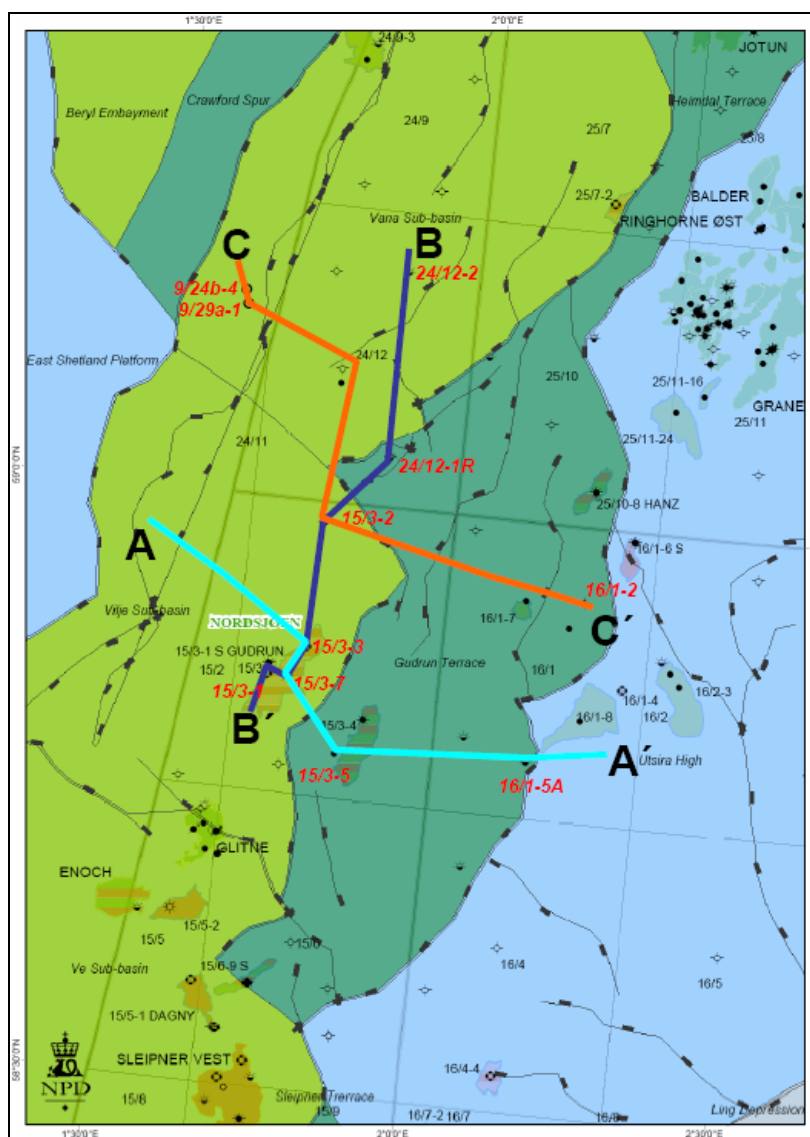 1°30'0"E
2°0'0"E
24/9-3
JOTUN
Beryl Embayment
Crawford Spur
24/9
25/7
Heimdal Terrace
25/8
25/7-2
BALDER
RINGHORNE ØST
Vana Sub-basin
C
B
9/24b-4
24/12-2
9/29a-1
East Shetland Platform
24/12
25/10
25/11-16
GRANE
25/11
24/11
25/11-24
59°0'0"N
24/12-1R
25/10-8 HANZ
A
15/3-2
16/1-6 S
16/1-2
Vilje Sub-basin
NORDSJØEN
16/1-7
C´
15/3-3
15/3-1 S GUDRUN
15/2
15/3
Gudrun Terrace
16/1
15/3-7
15/3-1
16/1-4
16/2-3
16/2
B´
15/3-4
16/1-8
A´
Utsira High
15/3-5
16/1-5A
GLITNE
ENOCH
15/5-2
15/5
15/6
Ve Sub-basin
15/6-9 S
16/4
16/5
15/5-1 DAGNY
SLEIPNER VEST
58°30'0"N
NPD
16/4-4
15/8
Sleipner Trerrace
15/9
16/7-2
16/7
16/8
Ling Depression
1°30'0"E
2°0'0"E
2°30'0"E